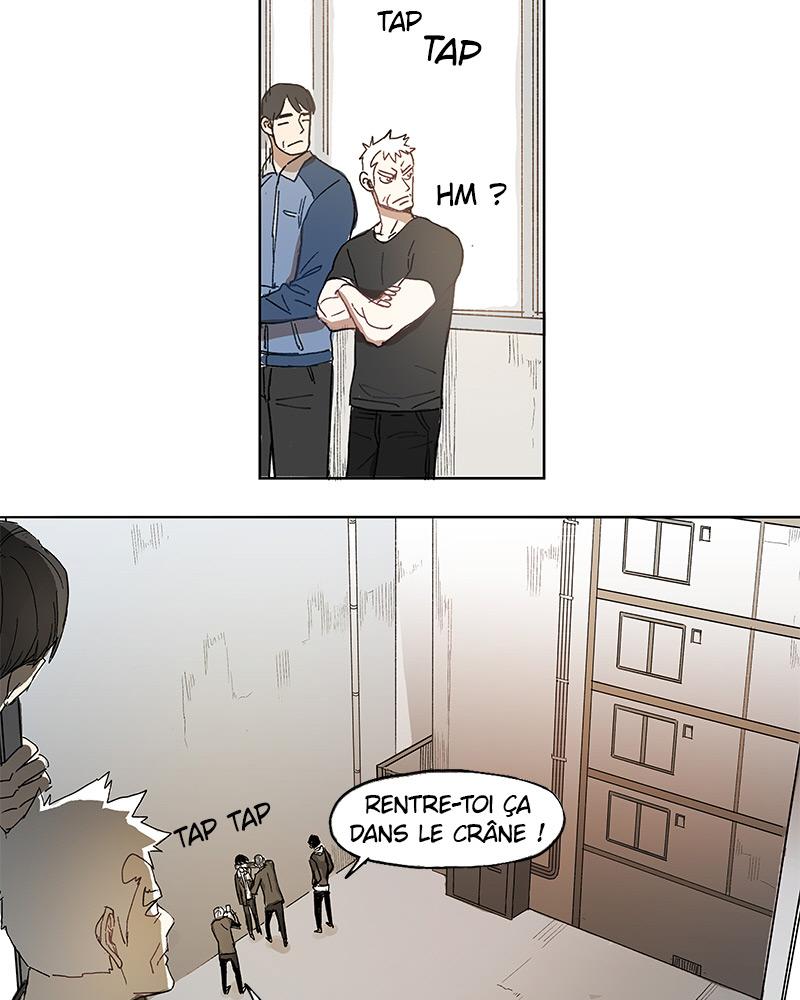 TAP
TAP
HM ?
TAP TAP
RENTRE-TOI ÇA
DANS LE CRÂNE !